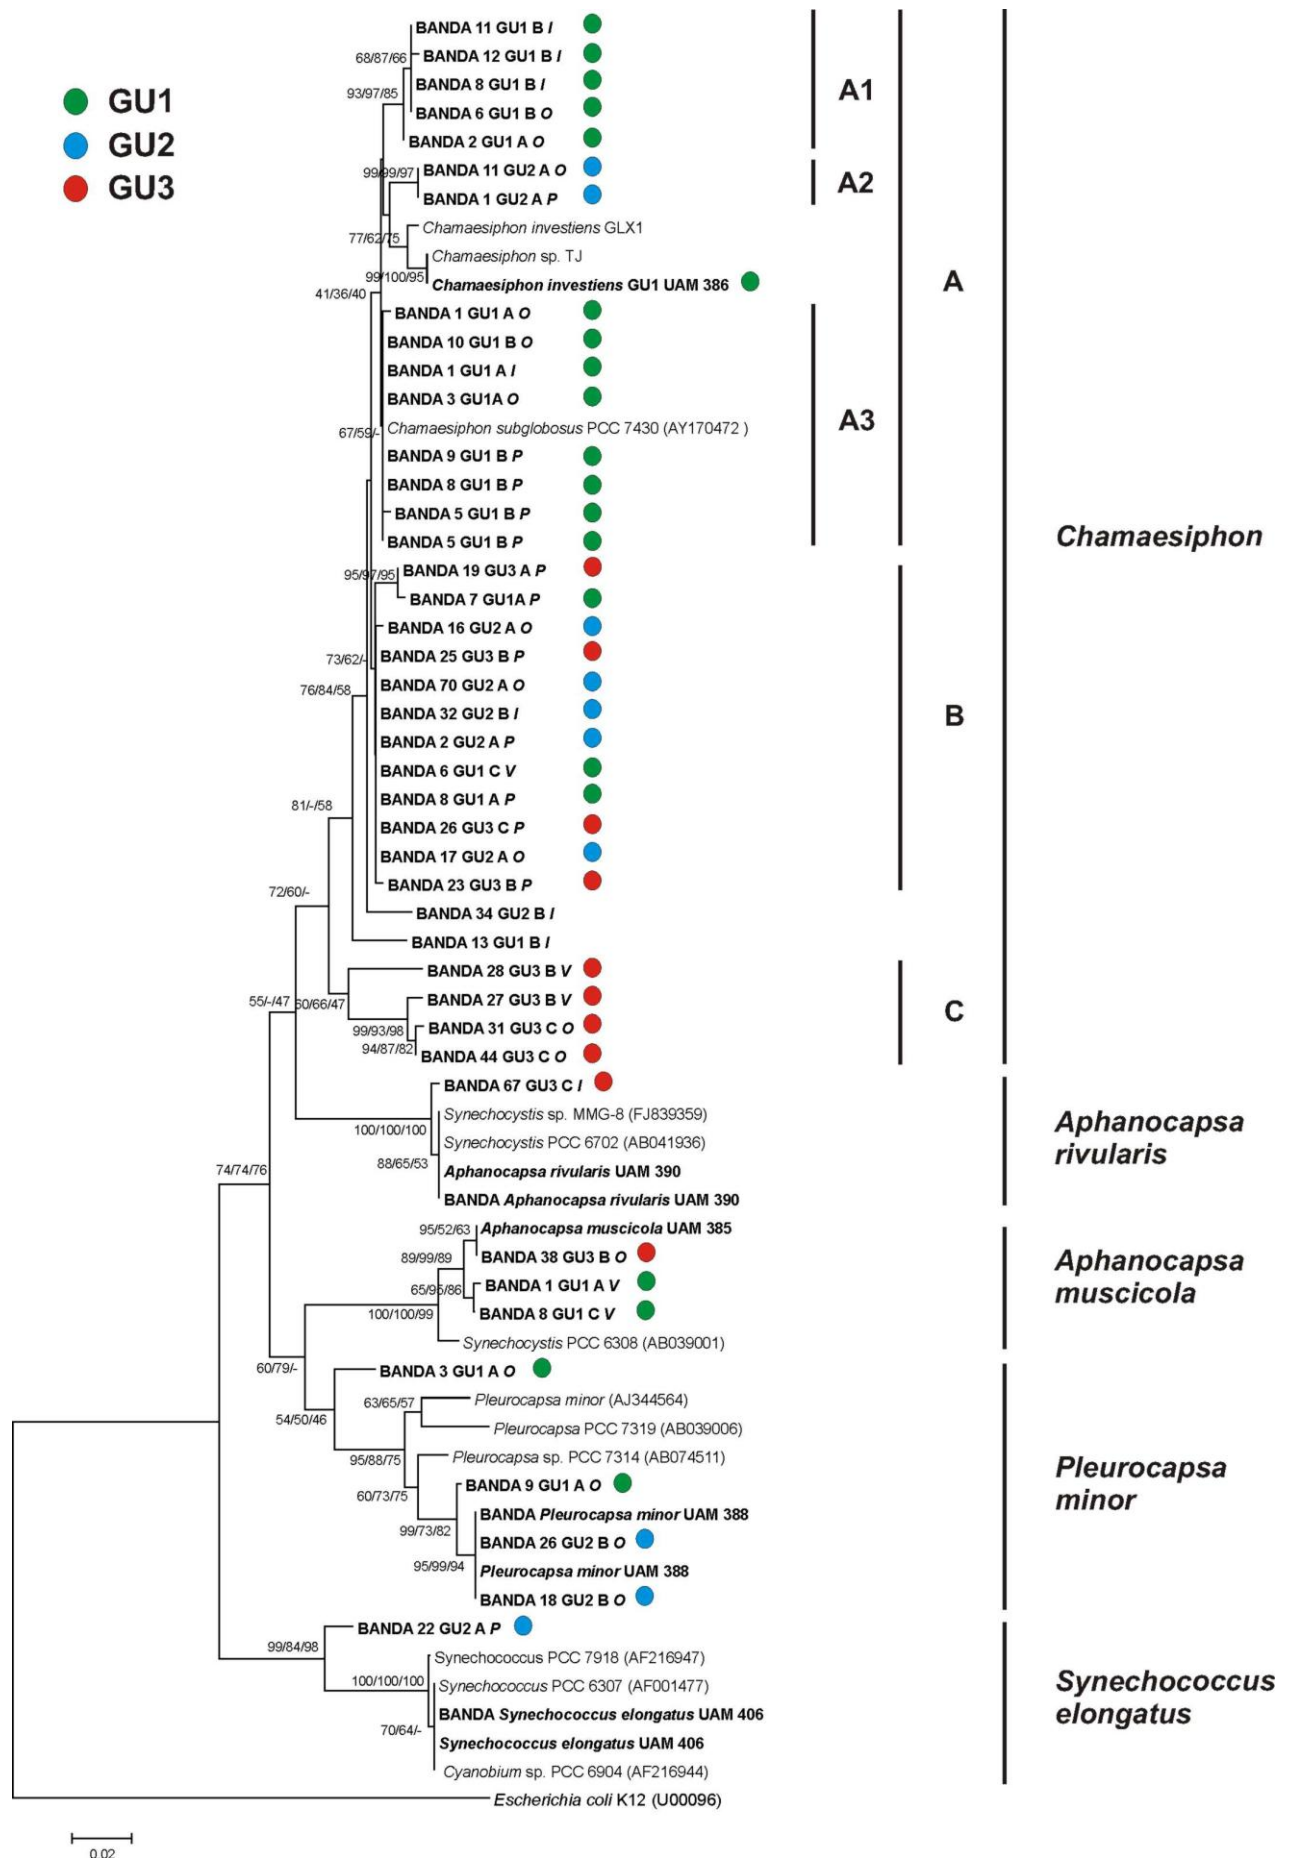 GU1
GU2
GU3
BANDA 11 GU1 B I
68/87/66
BANDA 12 GU1 B I
BANDA 8 GU1 B I
93/97/85
BANDA 6 GU1 B O
BANDA 2 GU1 A O
A1
BANDA 11 GU2 A O
99/99/97
BANDA 1 GU2 A P
A2
Chamaesiphon investiens GLX1
77/62/75
Chamaesiphon sp. TJ
99/100/95
Chamaesiphon investiens GU1 UAM 386
A
41/36/40
BANDA 1 GU1 A O
BANDA 10 GU1 B O
BANDA 1 GU1 A I
BANDA 3 GU1A O
A3
67/59/-
Chamaesiphon subglobosus PCC 7430 (AY170472 )
BANDA 9 GU1 B P
BANDA 8 GU1 B P
BANDA 5 GU1 B P
BANDA 5 GU1 B P
Chamaesiphon
BANDA 19 GU3 A P
95/97/95
BANDA 7 GU1A P
BANDA 16 GU2 A O
BANDA 25 GU3 B P
73/62/-
BANDA 70 GU2 A O
76/84/58
BANDA 32 GU2 B I
B
BANDA 2 GU2 A P
BANDA 6 GU1 C V
BANDA 8 GU1 A P
81/-/58
BANDA 26 GU3 C P
BANDA 17 GU2 A O
BANDA 23 GU3 B P
72/60/-
BANDA 34 GU2 B I
BANDA 13 GU1 B I
BANDA 28 GU3 B V
55/-/47
60/66/47
BANDA 27 GU3 B V
C
99/93/98
BANDA 31 GU3 C O
94/87/82
BANDA 44 GU3 C O
BANDA 67 GU3 C I
Synechocystis sp. MMG-8 (FJ839359)
100/100/100
Synechocystis PCC 6702 (AB041936)
88/65/53
Aphanocapsa rivularis UAM 390
BANDA Aphanocapsa rivularis UAM 390
Aphanocapsa
rivularis
74/74/76
95/52/63
Aphanocapsa muscicola UAM 385
89/99/89
BANDA 38 GU3 B O
65/95/86
BANDA 1 GU1 A V
100/100/99
BANDA 8 GU1 C V
Synechocystis PCC 6308 (AB039001)
Aphanocapsa
muscicola
60/79/-
BANDA 3 GU1 A O
63/65/57
Pleurocapsa minor (AJ344564)
54/50/46
Pleurocapsa PCC 7319 (AB039006)
95/88/75
Pleurocapsa sp. PCC 7314 (AB074511)
60/73/75
BANDA 9 GU1 A O
BANDA Pleurocapsa minor UAM 388
99/73/82
BANDA 26 GU2 B O
95/99/94
Pleurocapsa minor UAM 388
BANDA 18 GU2 B O
Pleurocapsa
minor
BANDA 22 GU2 A P
99/84/98
Synechococcus PCC 7918 (AF216947)
100/100/100
Synechococcus PCC 6307 (AF001477)
BANDA Synechococcus elongatus UAM 406
70/64/-
Synechococcus elongatus UAM 406
Cyanobium sp. PCC 6904 (AF216944)
Synechococcus
elongatus
Escherichia coli K12 (U00096)
0.02